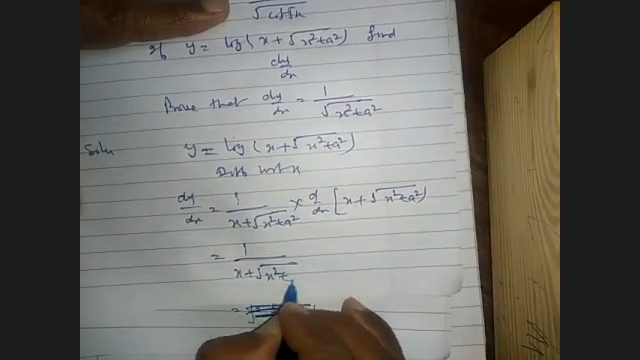 √
If y = log(x + √x²+a²) find
dy/dx
Prove that dy/dx = 1/√x²+a²
Solu y = log(x + √x²+a²)
Diff wrt x
dy/dx = 1/(x+√x²+a²) × d/dx [x + √x²+a²)
= 1/(x+√x²+
=